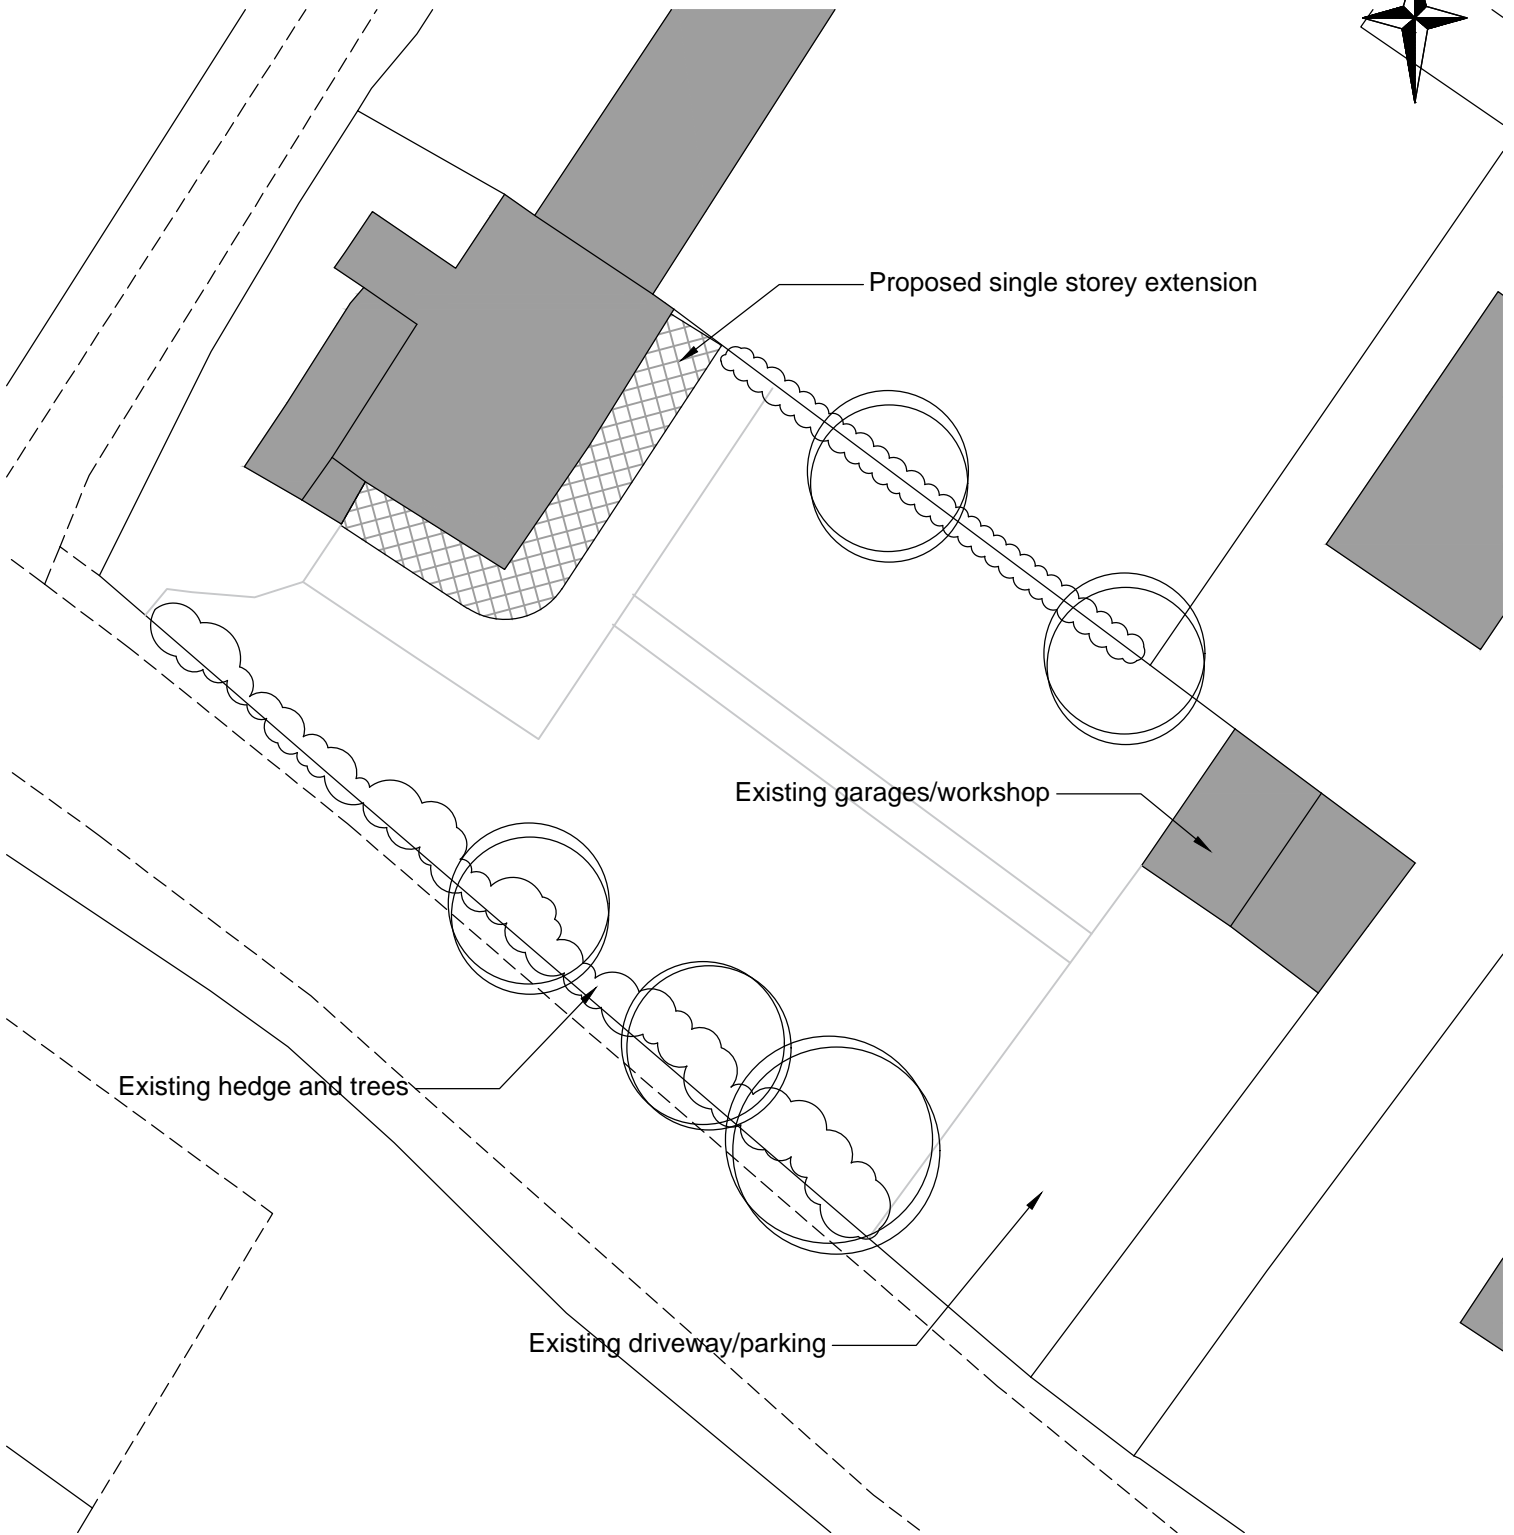 Proposed single storey extension
Existing garages/workshop
Existing hedge and trees
Existing driveway/parking